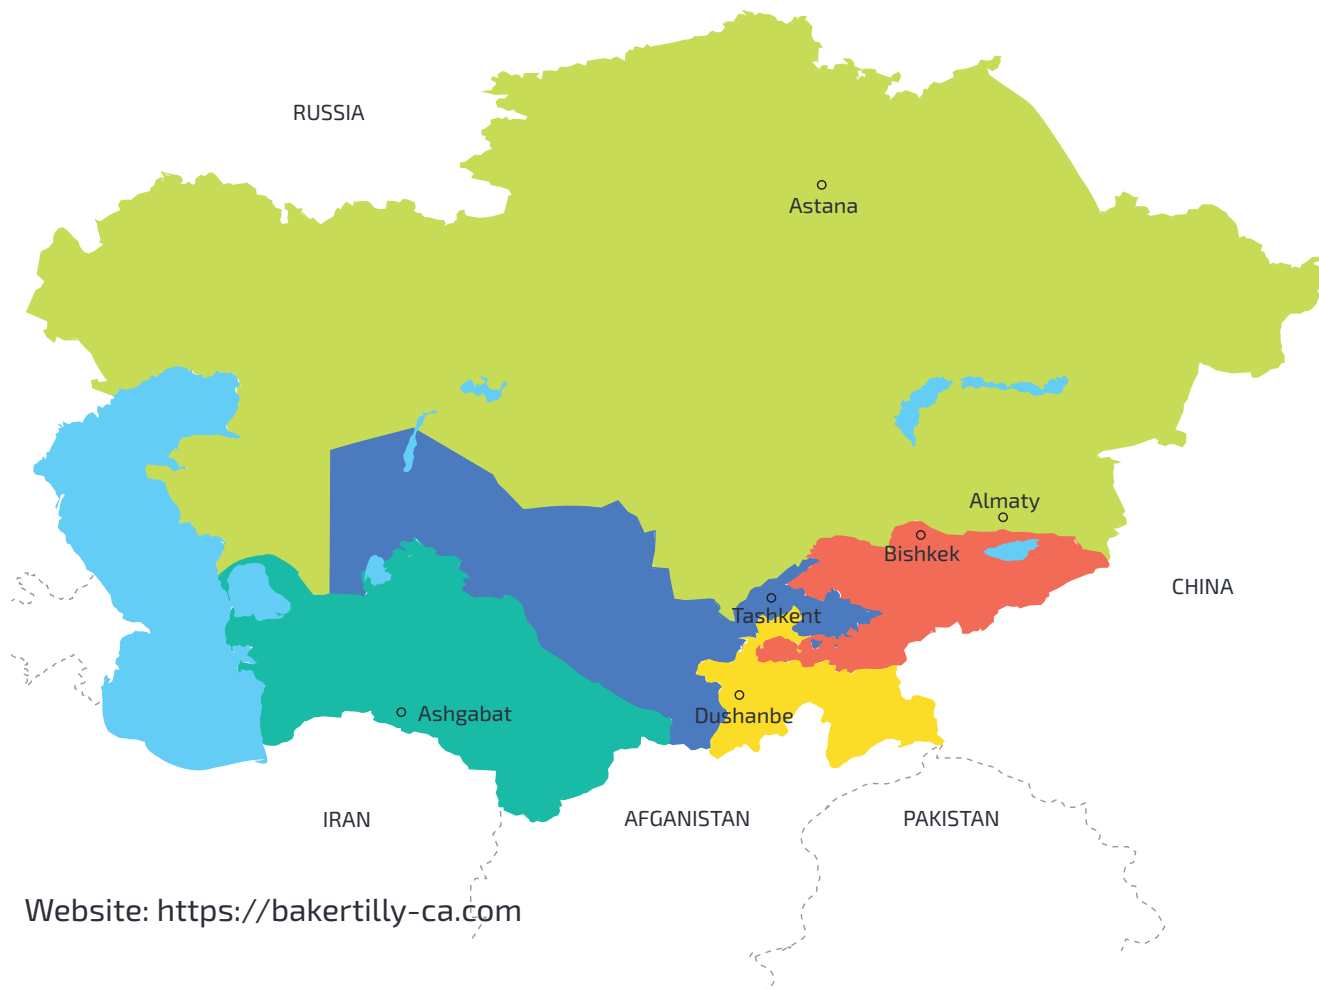 RUSSIA
Astana
Almaty
Bishkek
CHINA
Tashkent
Ashgabat
Dushanbe
IRAN
AFGANISTAN
PAKISTAN
Website: https://bakertilly-ca.com